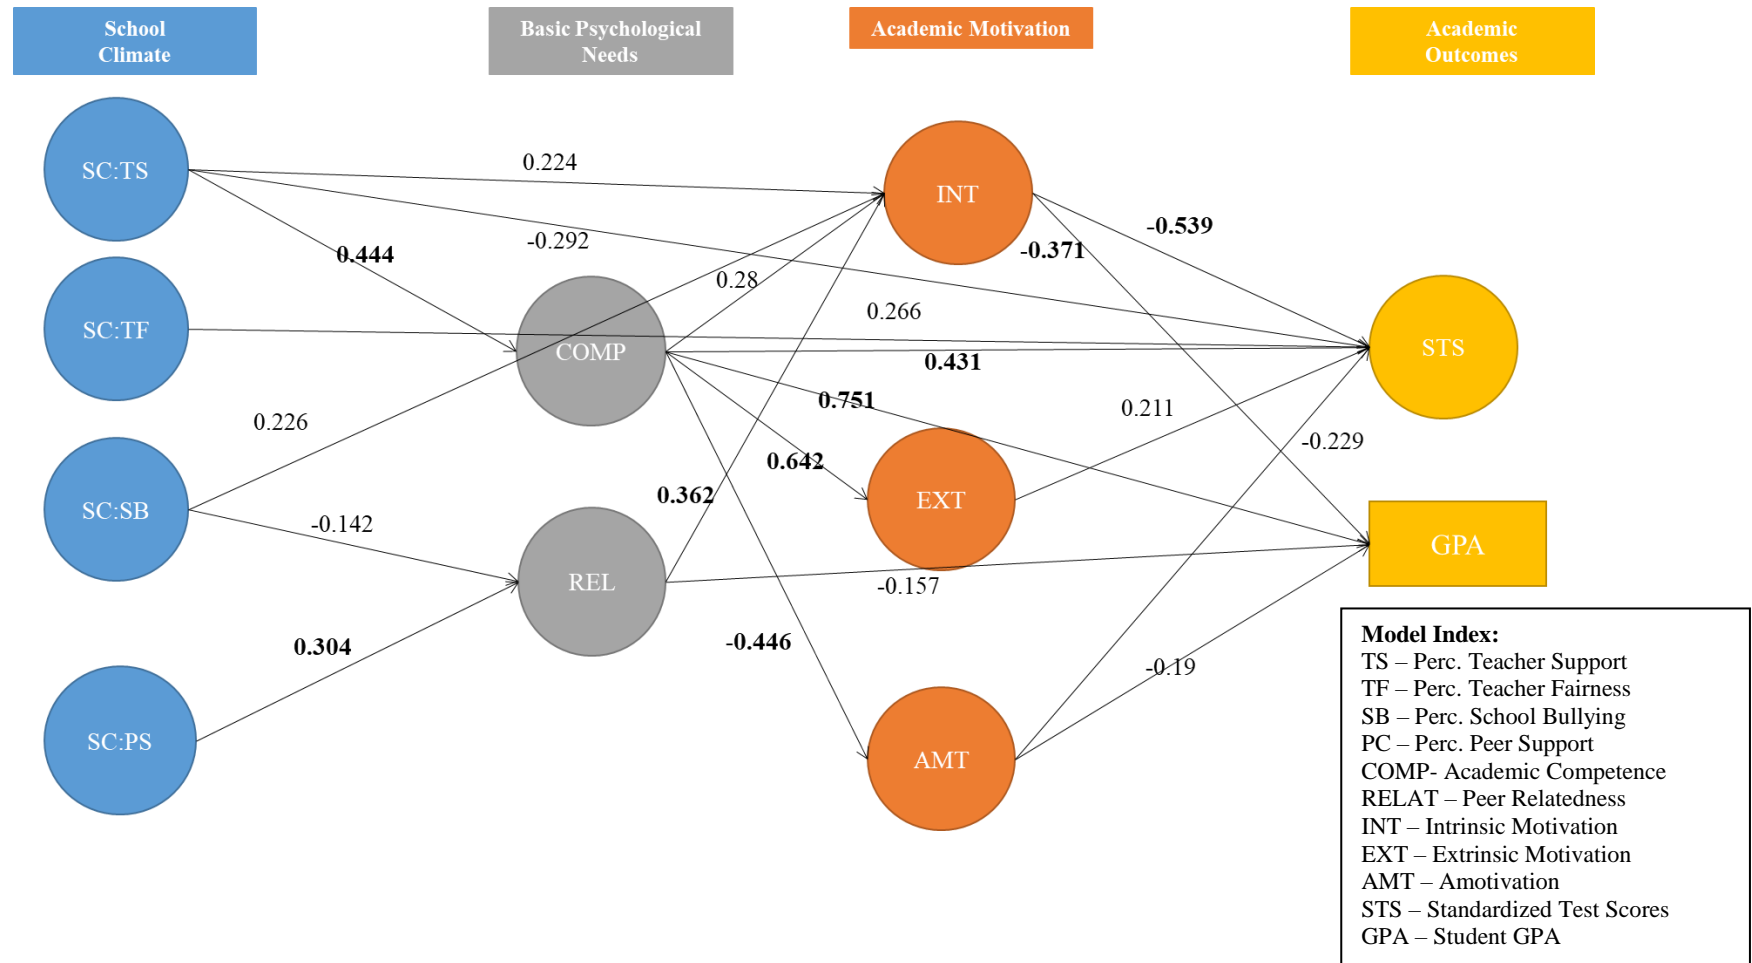 School
Climate
Basic Psychological
Needs
Academic Motivation
Academic
Outcomes
SC:TS
0.224
INT
-0.539
-0.371
0.444
-0.292
0.28
SC:TF
0.266
COMP
0.431
STS
0.751
0.211
0.226
-0.229
0.642
0.362
EXT
SC:SB
-0.142
GPA
REL
-0.157
0.304
-0.446
-0.19
SC:PS
AMT
Model Index:
TS – Perc. Teacher Support
TF – Perc. Teacher Fairness
SB – Perc. School Bullying
PC – Perc. Peer Support
COMP- Academic Competence
RELAT – Peer Relatedness
INT – Intrinsic Motivation
EXT – Extrinsic Motivation
AMT – Amotivation
STS – Standardized Test Scores
GPA – Student GPA